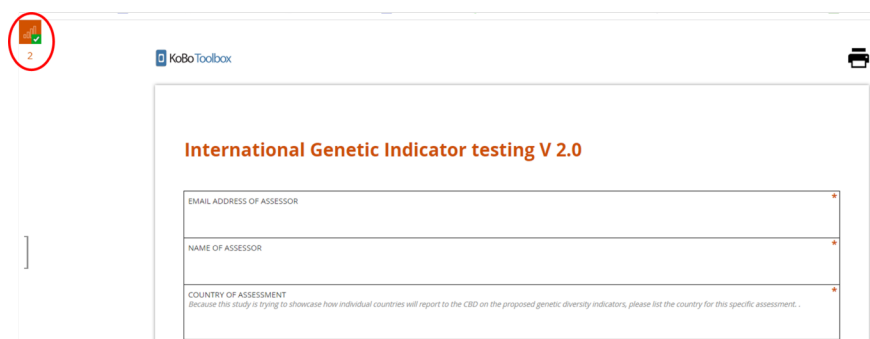 2
KoBoToolbox
International Genetic Indicator testing V 2.0
EMAIL ADDRESS OF ASSESSOR *
NAME OF ASSESSOR *
COUNTRY OF ASSESSMENT *
Because this study is trying to showcase how individual countries will report to the CBD on the proposed genetic diversity indicators, please list the country for this specific assessment. .